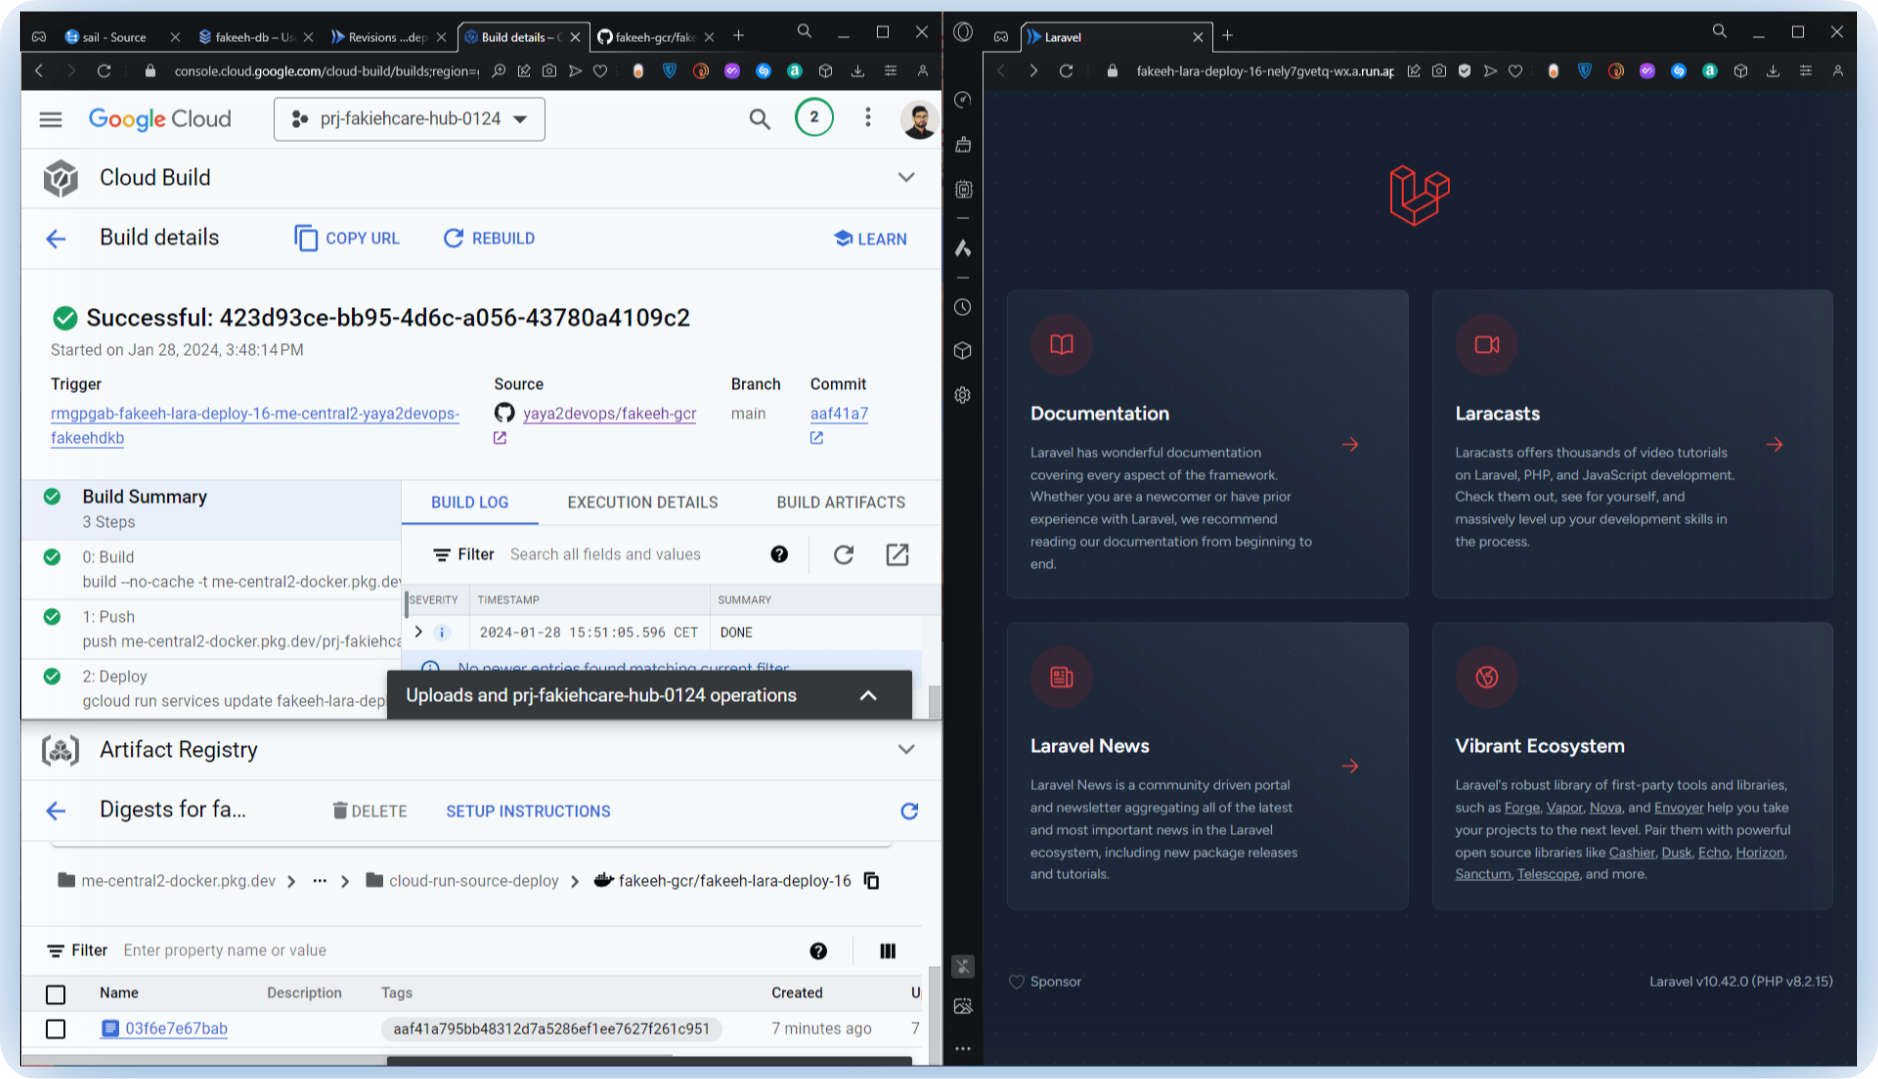 sail - Source
fakeeh-db – Us
Revisions ...dep
Build details – C
fakeeh-gcr/fake
console.cloud.google.com/cloud-build/builds;region=g
Google Cloud
prj-fakiehcare-hub-0124
2
Cloud Build
Build details
COPY URL
REBUILD
LEARN
Successful: 423d93ce-bb95-4d6c-a056-43780a4109c2
Started on Jan 28, 2024, 3:48:14 PM
Trigger
Source
Branch
Commit
rmgpgab-fakeeh-lara-deploy-16-me-central2-yaya2devops-
fakeehdkb
yaya2devops/fakeeh-gcr
main
aaf41a7
Build Summary
3 Steps
0: Build
build --no-cache -t me-central2-docker.pkg.dev
1: Push
push me-central2-docker.pkg.dev/prj-fakiehca
2: Deploy
gcloud run services update fakeeh-lara-dep
BUILD LOG
EXECUTION DETAILS
BUILD ARTIFACTS
Filter
Search all fields and values
SEVERITY
TIMESTAMP
SUMMARY
2024-01-28 15:51:05.596 CET
DONE
No newer entries found matching current filter
Uploads and prj-fakiehcare-hub-0124 operations
Artifact Registry
Digests for fa...
DELETE
SETUP INSTRUCTIONS
me-central2-docker.pkg.dev
...
cloud-run-source-deploy
fakeeh-gcr/fakeeh-lara-deploy-16
Filter
Enter property name or value
Name
Description
Tags
Created
U
03f6e7e67bab
aaf41a795bb48312d7a5286ef1ee7627f261c951
7 minutes ago
7
Laravel
fakeeh-lara-deploy-16-nely7gvetq-wx.a.run.ap
Documentation
Laravel has wonderful documentation
covering every aspect of the framework.
Whether you are a newcomer or have prior
experience with Laravel, we recommend
reading our documentation from beginning to
end.
Laracasts
Laracasts offers thousands of video tutorials
on Laravel, PHP, and JavaScript development.
Check them out, see for yourself, and
massively level up your development skills in
the process.
Laravel News
Laravel News is a community driven portal
and newsletter aggregating all of the latest
and most important news in the Laravel
ecosystem, including new package releases
and tutorials.
Vibrant Ecosystem
Laravel's robust library of first-party tools and libraries,
such as Forge, Vapor, Nova, and Envoyer help you take
your projects to the next level. Pair them with powerful
open source libraries like Cashier, Dusk, Echo, Horizon,
Sanctum, Telescope, and more.
Sponsor
Laravel v10.42.0 (PHP v8.2.15)